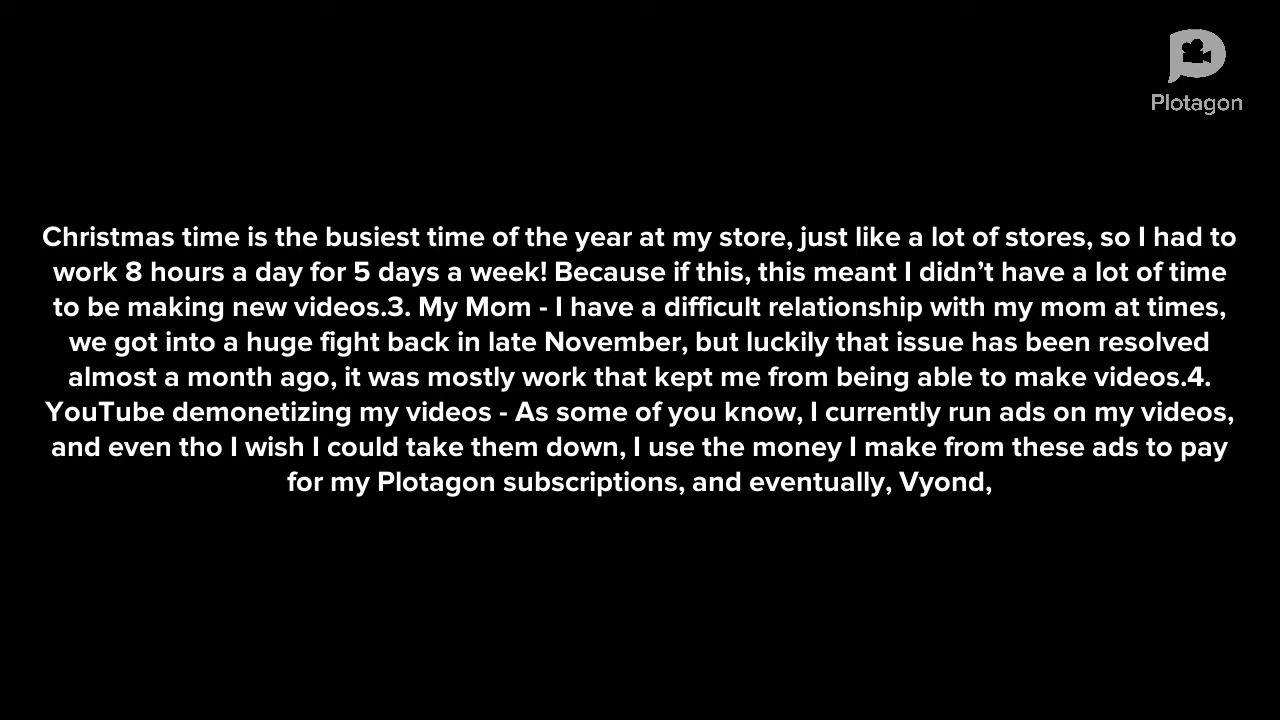 Plotagon
Christmas time is the busiest time of the year at my store, just like a lot of stores, so I had to
work 8 hours a day for 5 days a week! Because if this, this meant I didn’t have a lot of time
to be making new videos.3. My Mom - I have a difficult relationship with my mom at times,
we got into a huge fight back in late November, but luckily that issue has been resolved
almost a month ago, it was mostly work that kept me from being able to make videos.4.
YouTube demonetizing my videos - As some of you know, I currently run ads on my videos,
and even tho I wish I could take them down, I use the money I make from these ads to pay
for my Plotagon subscriptions, and eventually, Vyond,